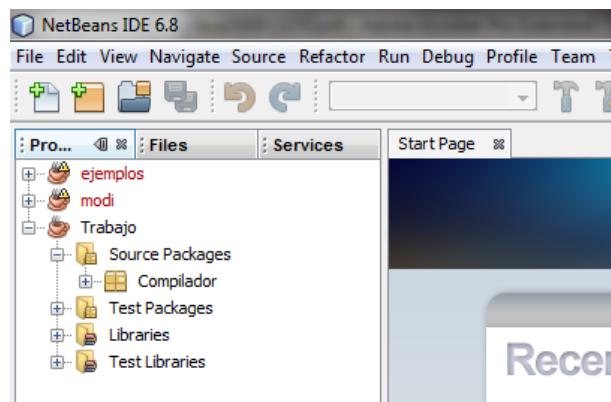 NetBeans IDE 6.8
File Edit View Navigate Source Refactor Run Debug Profile Team
Pro... Files Services Start Page
ejemplos
modi
Trabajo
Source Packages
Compilador
Test Packages
Libraries
Test Libraries